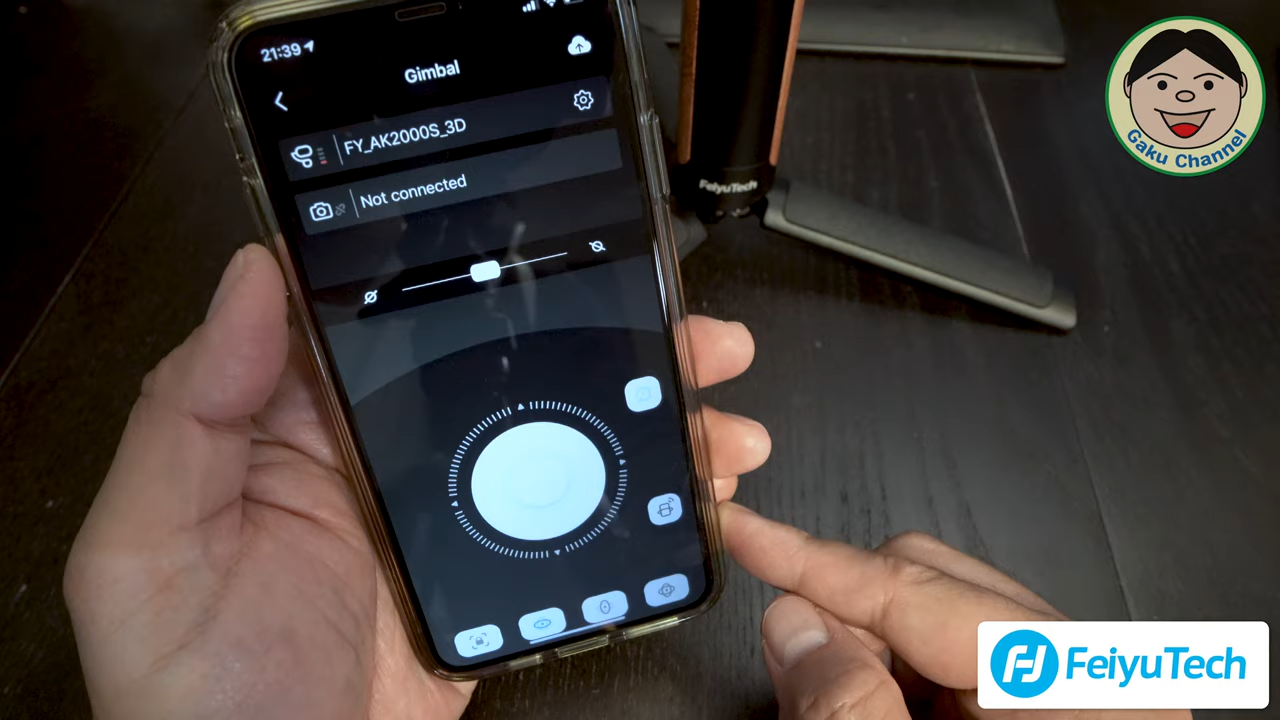 21:39
Gimbal
FY_AK2000S_3D
Not connected
FeiyuTech
Gaku Channel
FeiyuTech